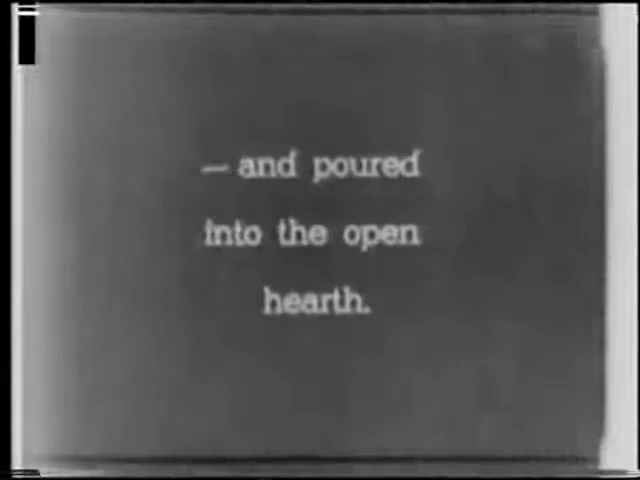 — and poured
into the open
hearth.